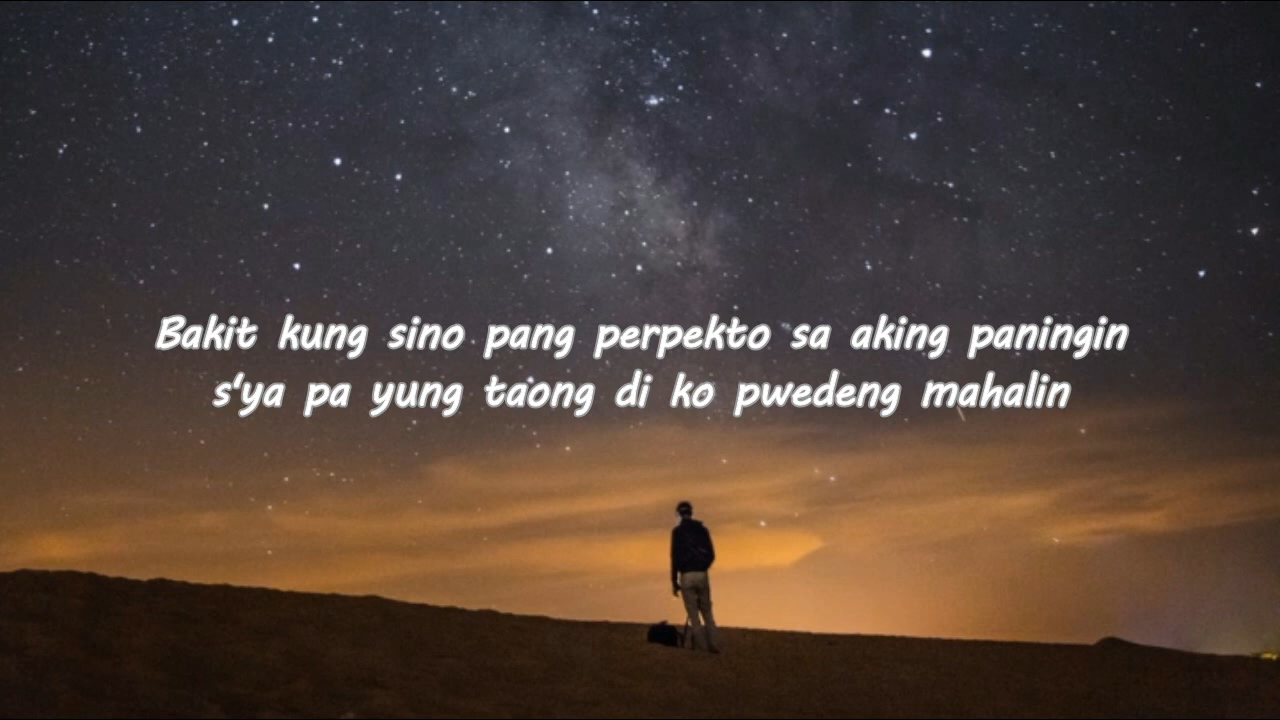 Bakit kung sino pang perpekto sa aking paningin
s'ya pa yung taong di ko pwedeng mahalin